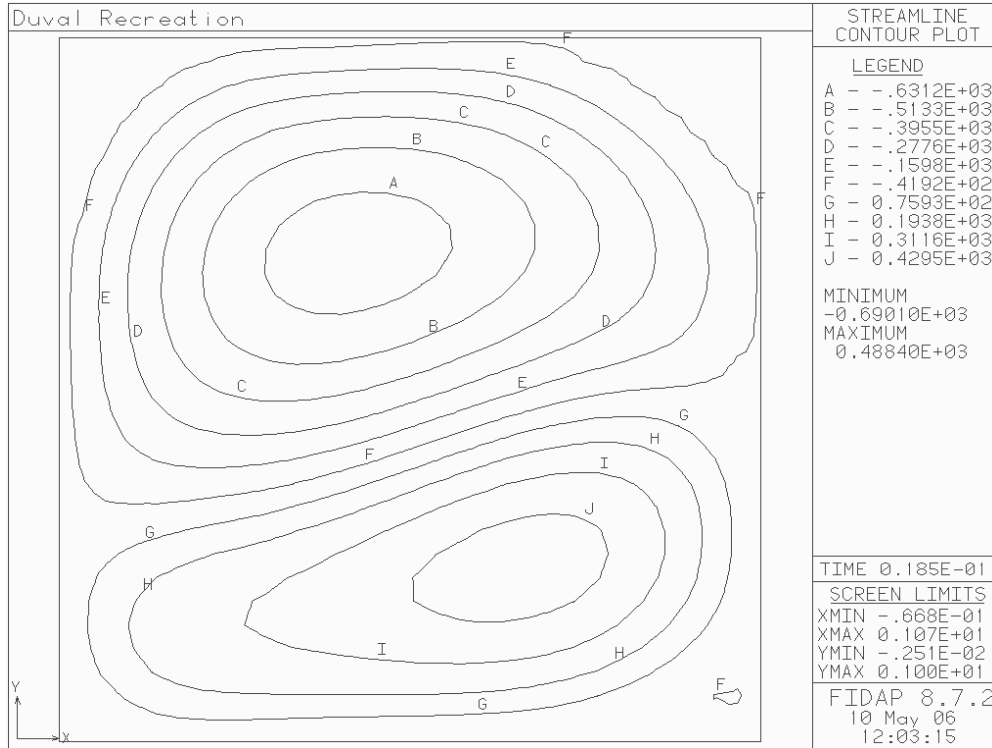 Duval Recreation
STREAMLINE
CONTOUR PLOT
LEGEND
A - -.6312E+03
B - -.5133E+03
C - -.3955E+03
D - -.2776E+03
E - -.1598E+03
F - -.4192E+02
G - 0.7593E+02
H - 0.1938E+03
I - 0.3116E+03
J - 0.4295E+03
MINIMUM
-0.69010E+03
MAXIMUM
0.48840E+03
TIME 0.185E-01
SCREEN LIMITS
XMIN -.668E-01
XMAX 0.107E+01
YMIN -.251E-02
YMAX 0.100E+01
FIDAP 8.7.2
10 May 06
12:03:15
F
E
D
C
C
B
A
F
F
E
D
B
D
C
E
F
G
H
I
J
G
H
I
H
F
G
Y
X